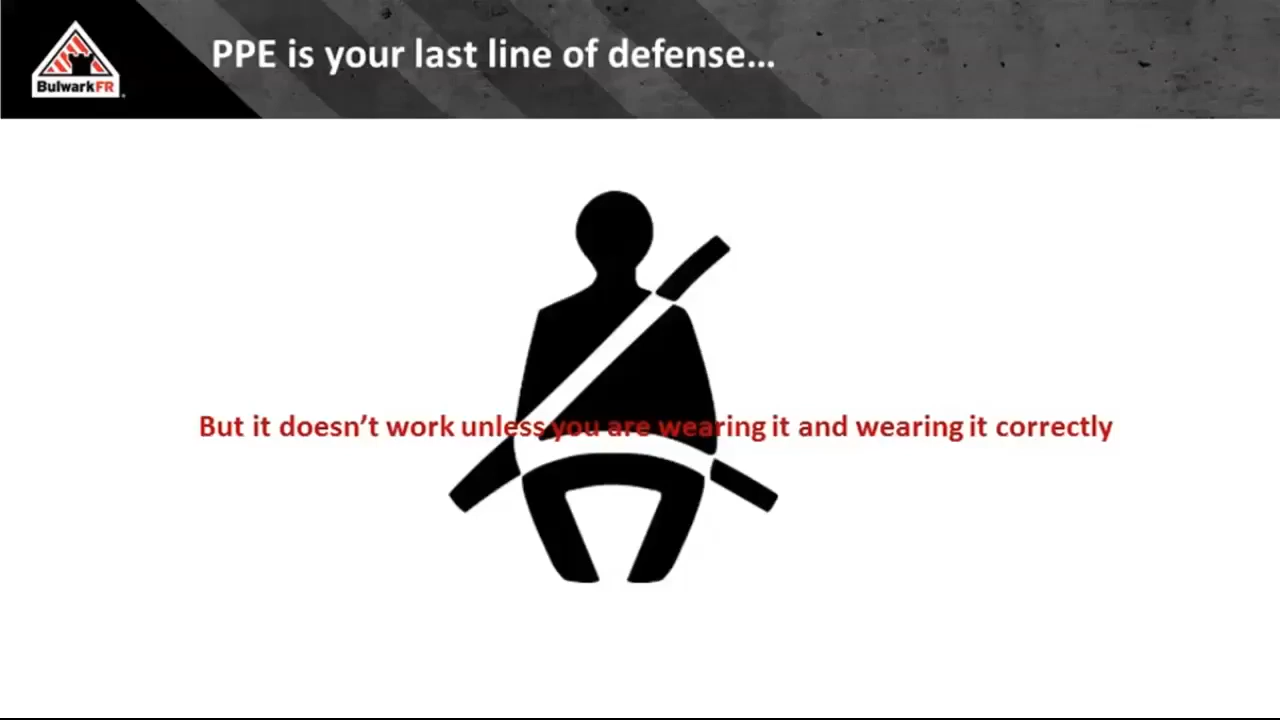 PPE is your last line of defense...
BulwarkFR
But it doesn't work unless you are wearing it and wearing it correctly